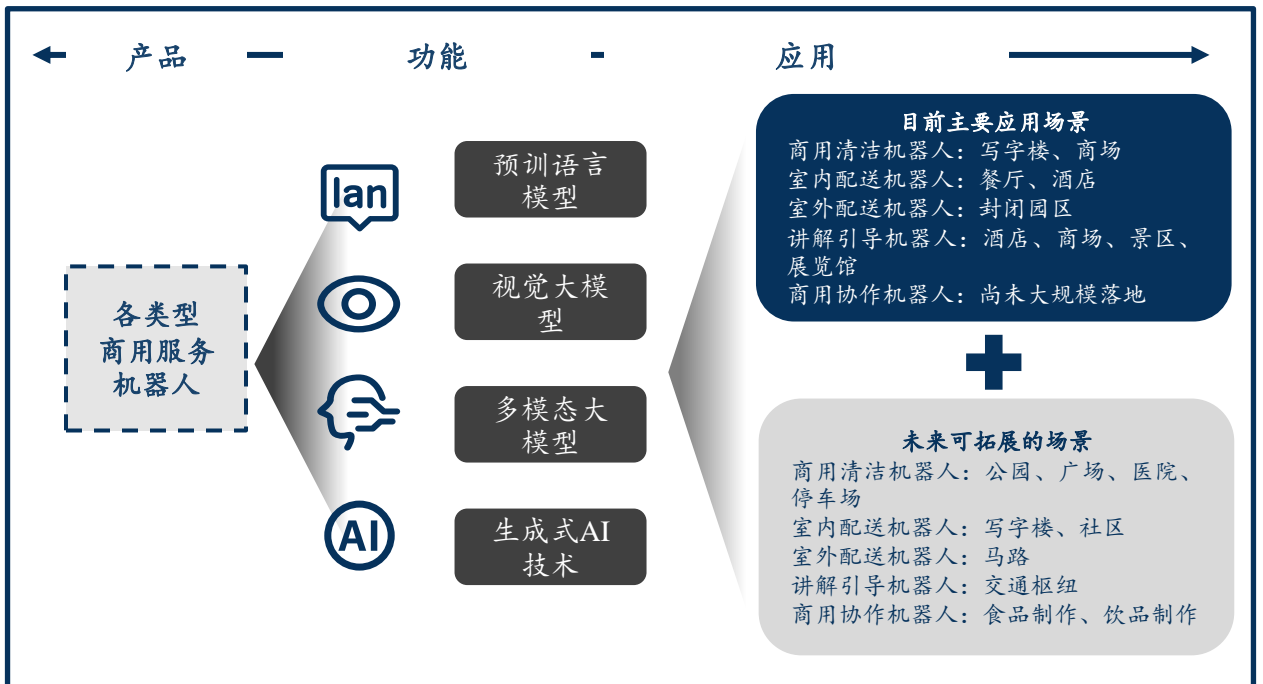 产品
功能
应用
各类型
商用服务
机器人
lan
AI
预训语言
模型
视觉大模
型
多模态大
模型
生成式AI
技术
目前主要应用场景
商用清洁机器人：写字楼、商场
室内配送机器人：餐厅、酒店
室外配送机器人：封闭园区
讲解引导机器人：酒店、商场、景区、
展览馆
商用协作机器人：尚未大规模落地
未来可拓展的场景
商用清洁机器人：公园、广场、医院、
停车场
室内配送机器人：写字楼、社区
室外配送机器人：马路
讲解引导机器人：交通枢纽
商用协作机器人：食品制作、饮品制作